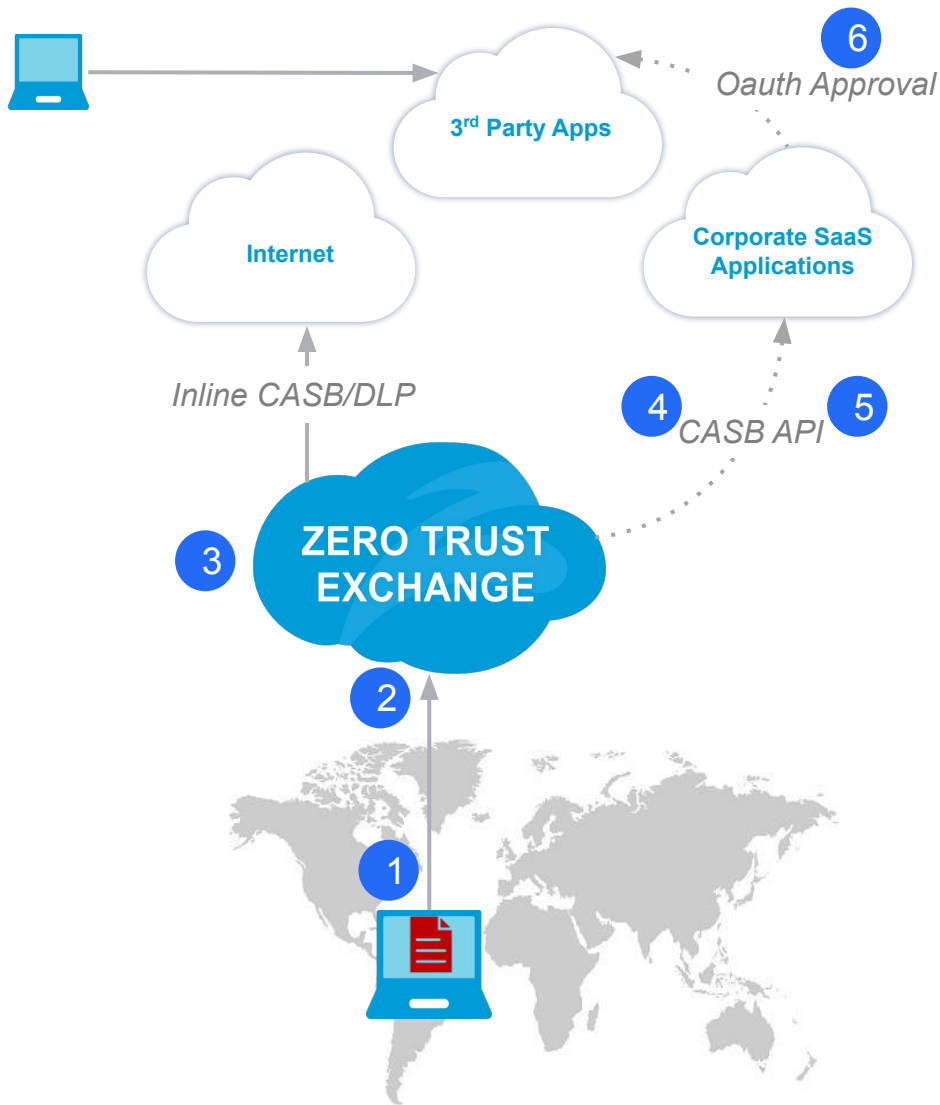 6
Oauth Approval
3rd Party Apps
Internet
Corporate SaaS
Applications
Inline CASB/DLP
4
CASB API
5
ZERO TRUST
EXCHANGE
3
2
1